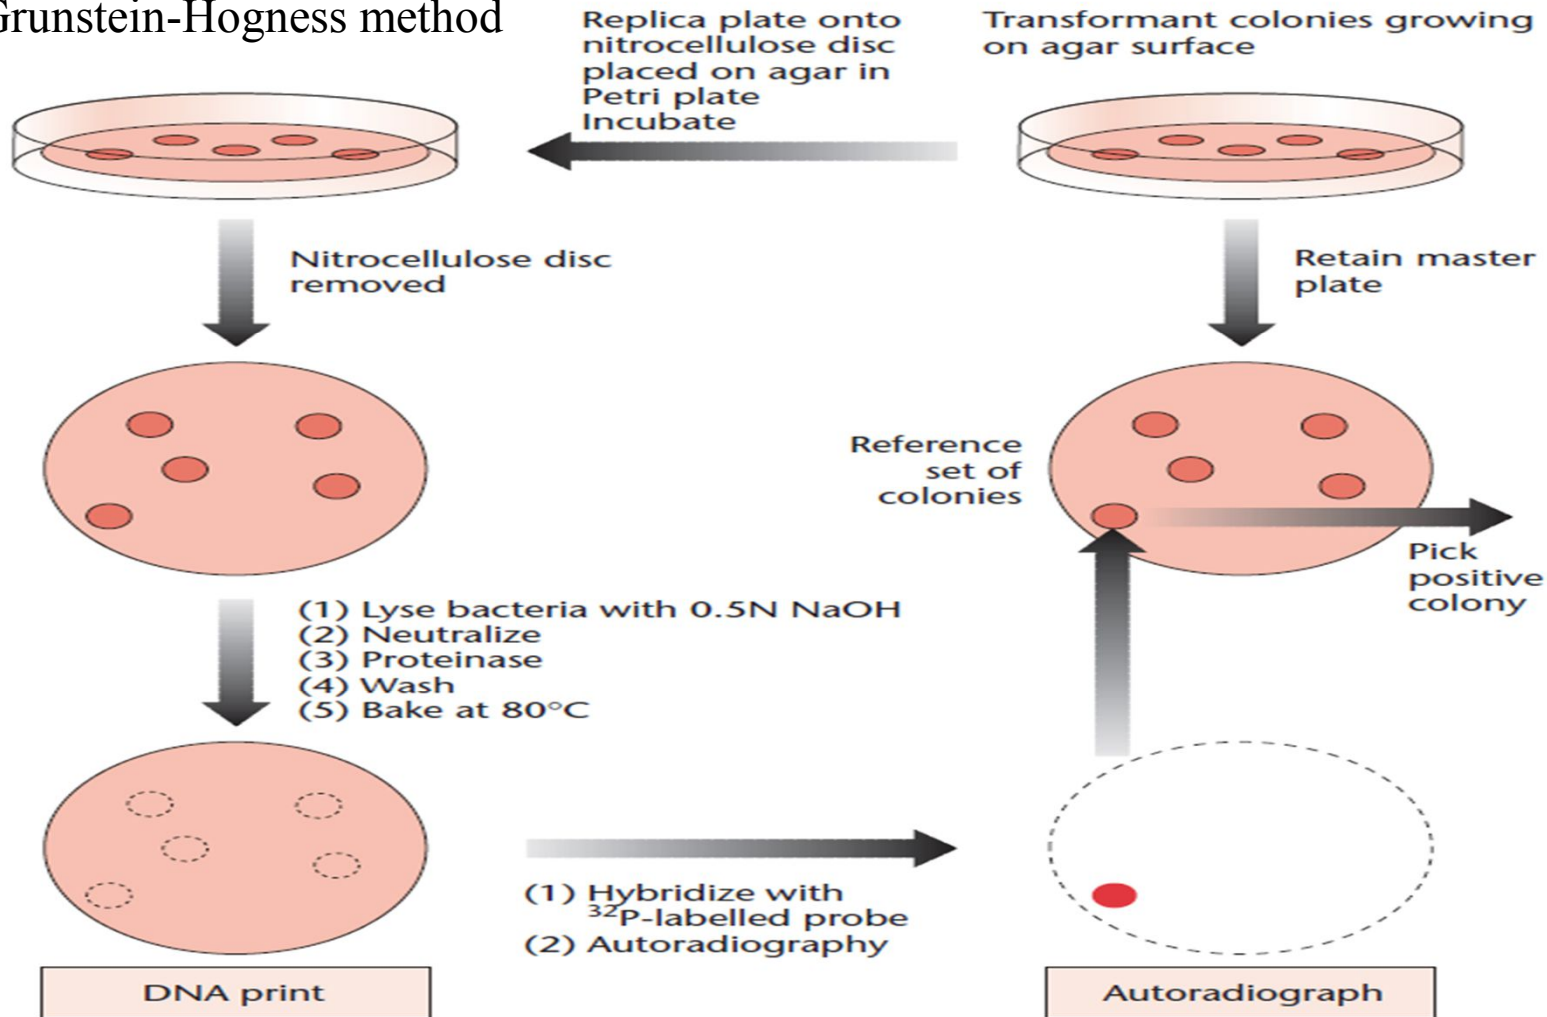 Grunstein-Hogness method
Replica plate onto
nitrocellulose disc
placed on agar in
Petri plate
Incubate
Transformant colonies growing
on agar surface
Nitrocellulose disc
removed
Retain master
plate
Reference
set of
colonies
Pick
positive
colony
(1) Lyse bacteria with 0.5N NaOH
(2) Neutralize
(3) Proteinase
(4) Wash
(5) Bake at 80°C
(1) Hybridize with
³²P-labelled probe
(2) Autoradiography
DNA print
Autoradiograph